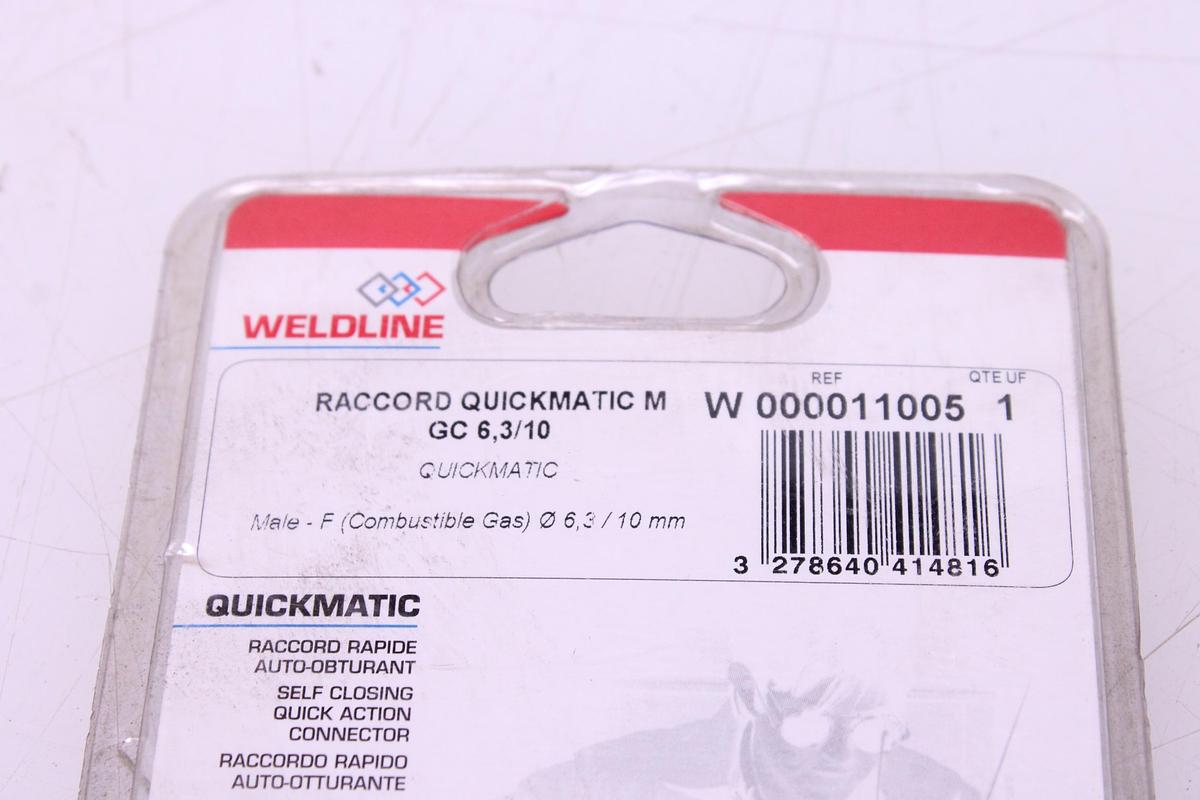 WELDLINE
RACCORD QUICKMATIC M
GC 6,3/10
QUICKMATIC
Male - F (Combustible Gas) Ø 6,3 / 10 mm
REF
QTE UF
W 000011005 1
3 278640 414816
QUICKMATIC
RACCORD RAPIDE
AUTO-OBTURANT
SELF CLOSING
QUICK ACTION
CONNECTOR
RACCORDO RAPIDO
AUTO-OTTURANTE